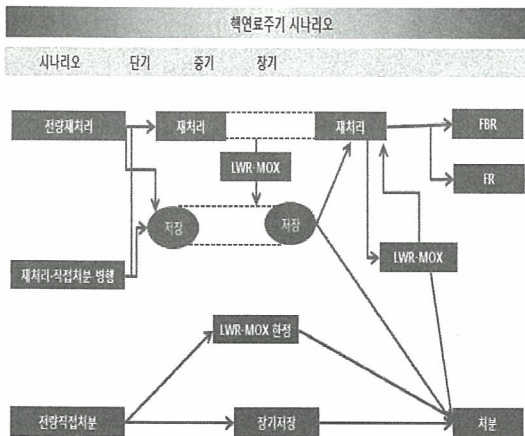 핵연료주기 시나리오
시나리오 단기 중기 장기
전량재처리 재처리 재처리 FBR
LWR-MOX FR
저장 저장
재처리-직접처분·병행 LWR-MOX
LWR-MOX 한정
전량직접처분 장기저장 처분